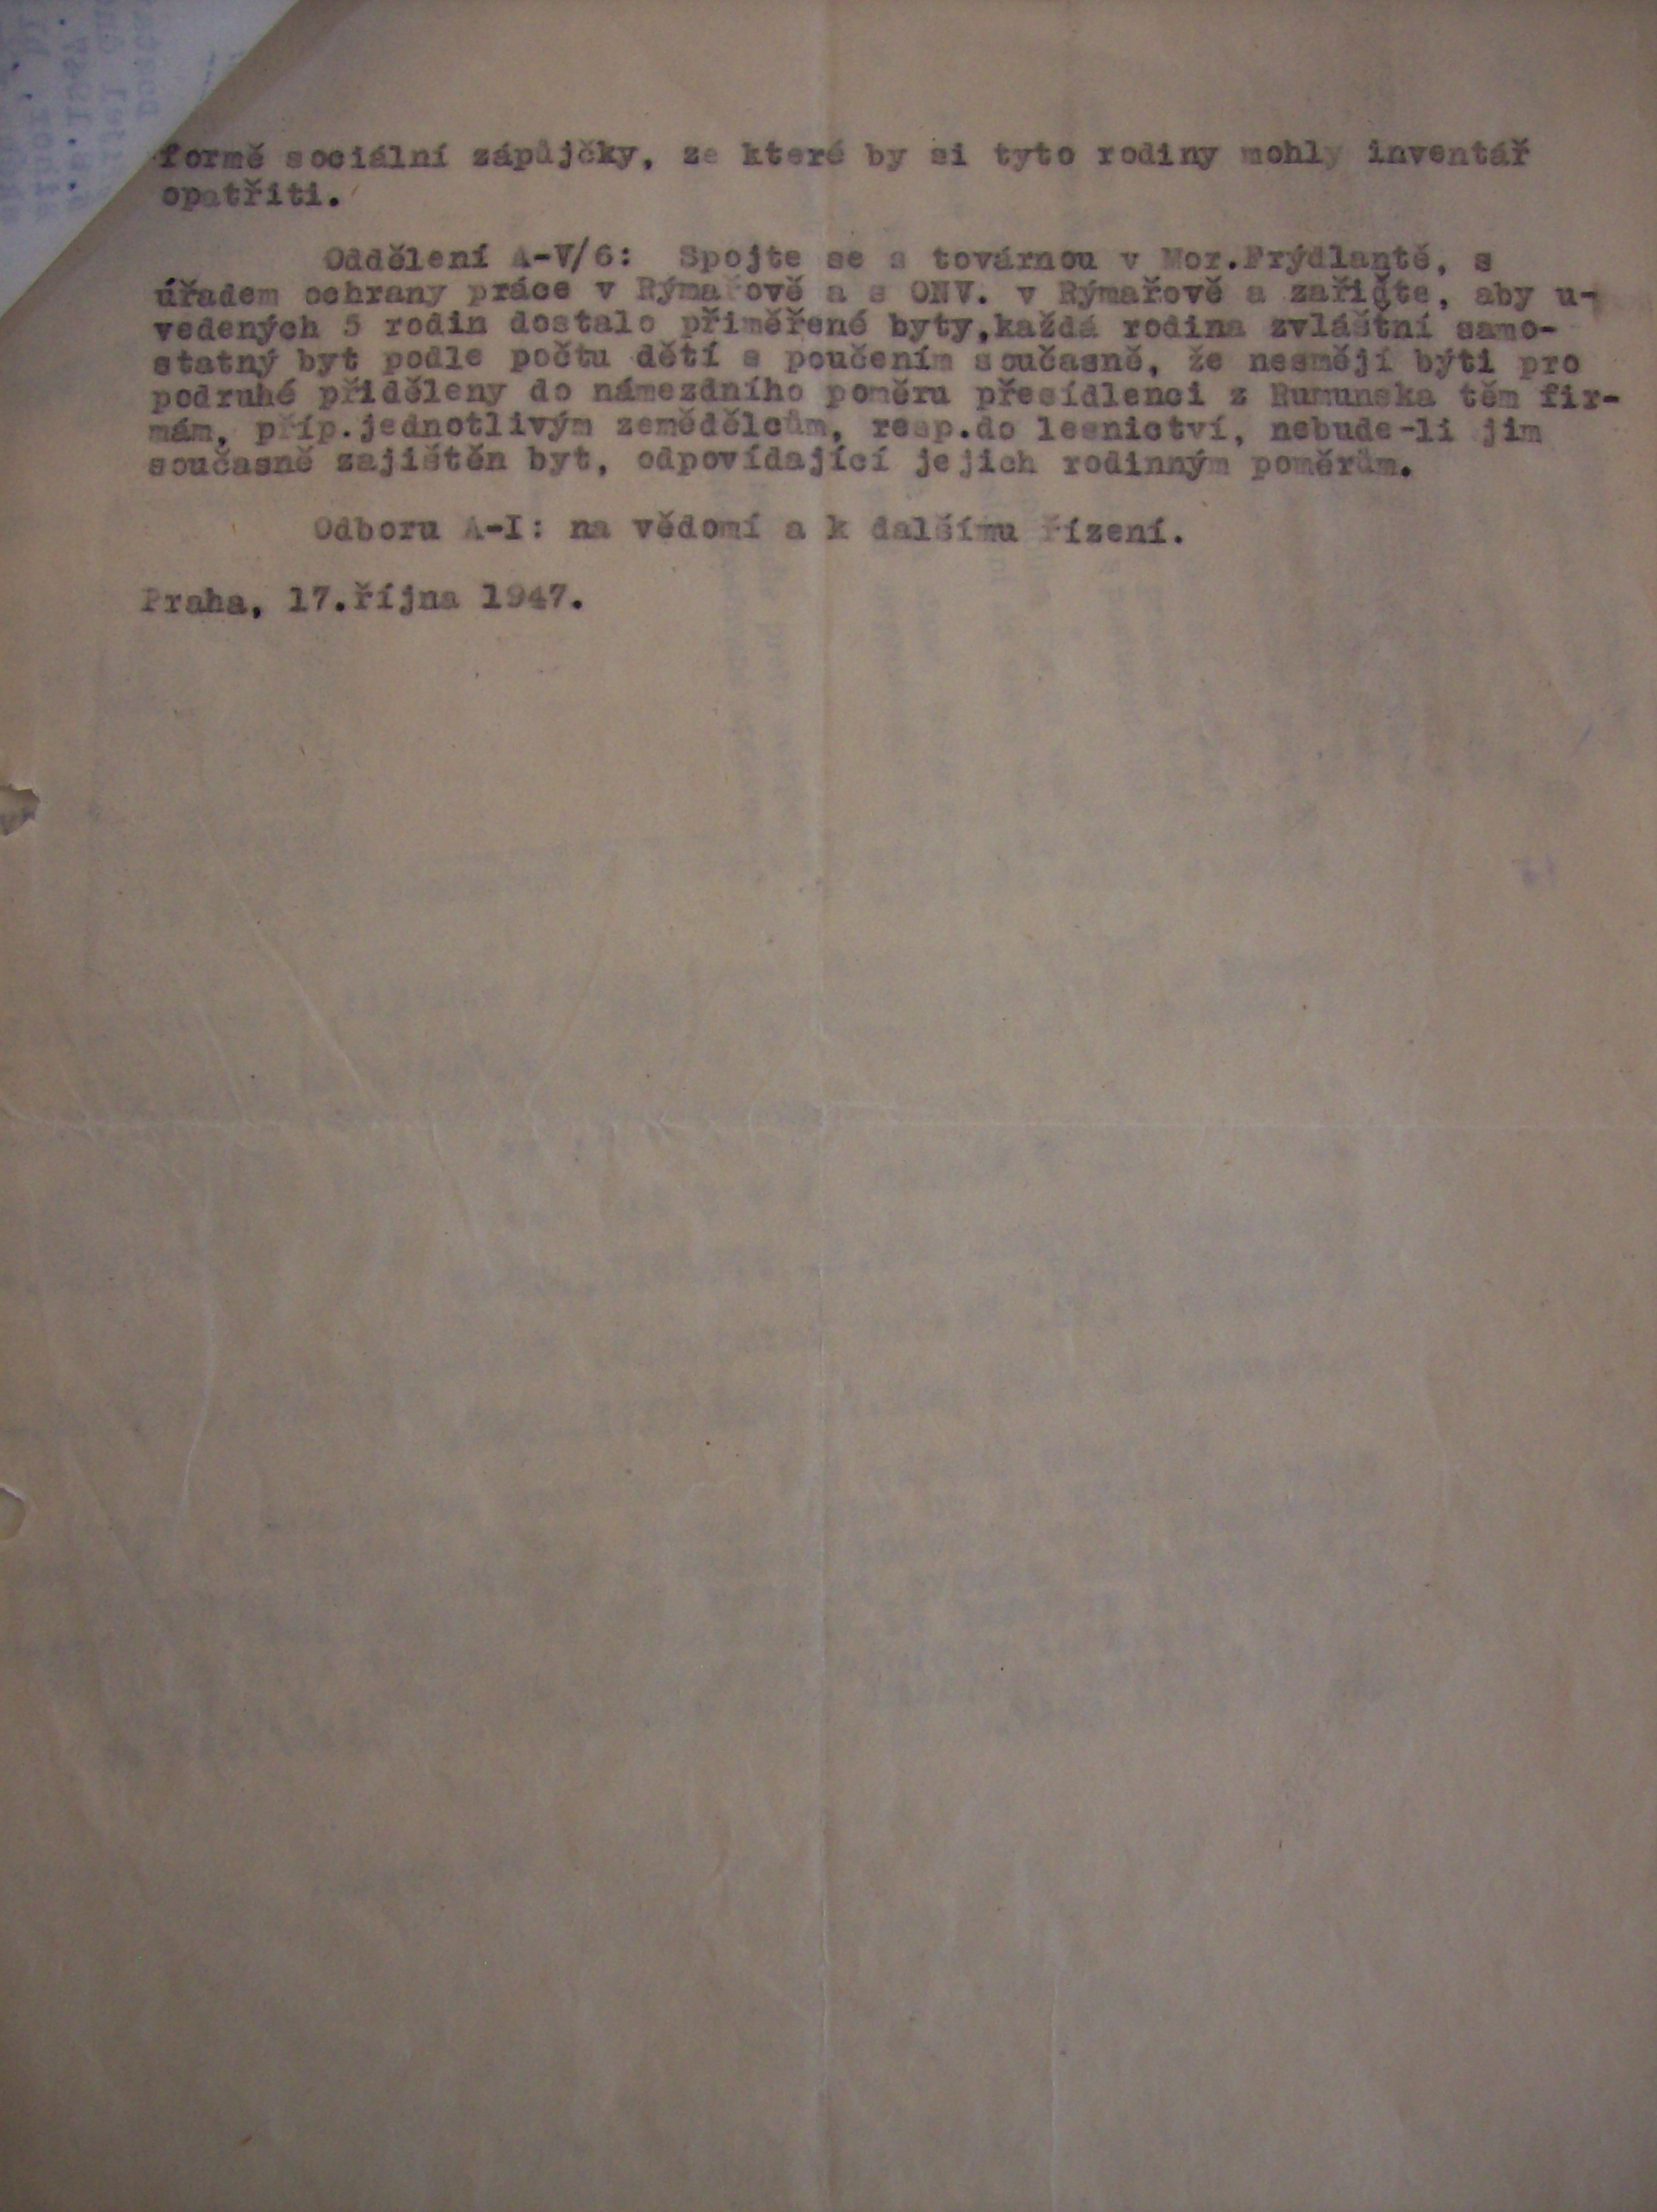 formě sociální zápůjčky, ze které by si tyto rodiny mohly inventář
opatřiti.
Oddělení A-V/6: Spojte se s továrnou v Mor.Frýdlantě, s
úřadem ochrany práce v Rýmařově a s ONV. v Rýmařově a zařiďte, aby u-
vedených 5 rodin dostalo přiměřené byty,každá rodina zvláštní samo-
statný byt podle počtu dětí s poučením současně, že nesmějí býti pro
podruhé přiděleny do námezdního poměru přesídlenci z Rumunska těm fir-
mám, příp.jednotlivým zemědělcům, resp.do lesnictví, nebude-li jim
současně zajištěn byt, odpovídající jejich rodinným poměrům.
Odboru A-I: na vědomí a k dalšímu řízení.
Praha, 17.října 1947.